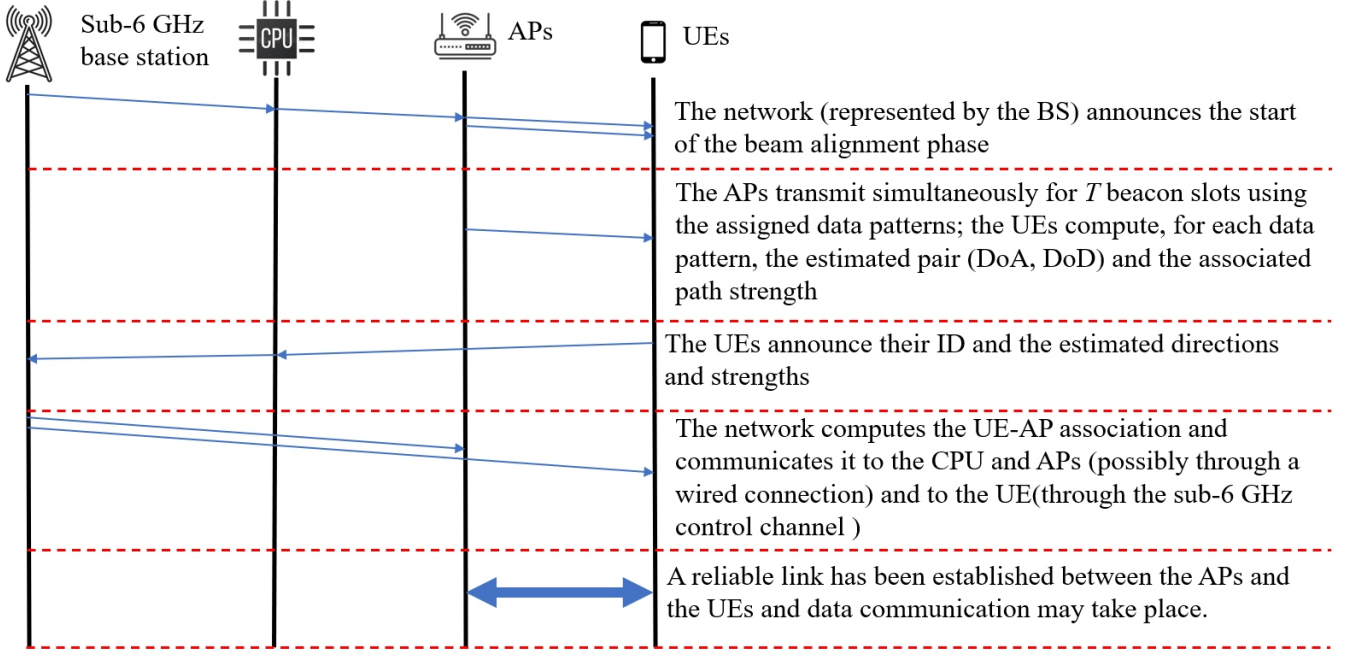 Sub-6 GHz
base station
CPU
APs
UEs
The network (represented by the BS) announces the start
of the beam alignment phase
The APs transmit simultaneously for T beacon slots using
the assigned data patterns; the UEs compute, for each data
pattern, the estimated pair (DoA, DoD) and the associated
path strength
The UEs announce their ID and the estimated directions
and strengths
The network computes the UE-AP association and
communicates it to the CPU and APs (possibly through a
wired connection) and to the UE(through the sub-6 GHz
control channel )
A reliable link has been established between the APs and
the UEs and data communication may take place.